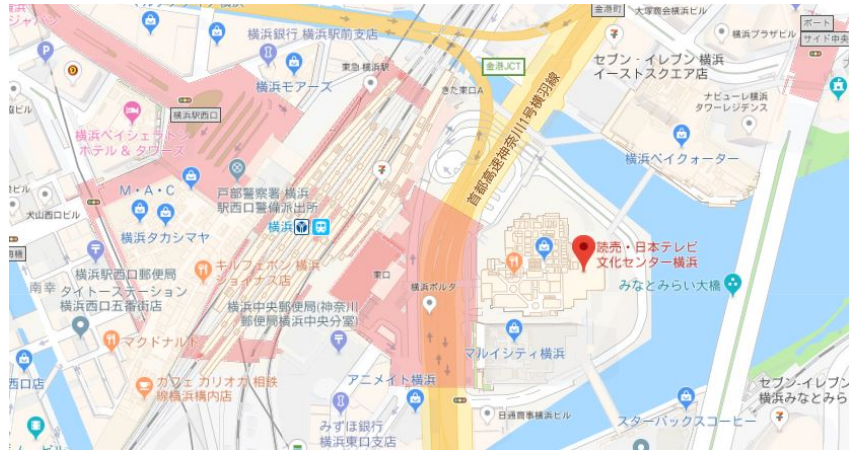 金港町
大塚商会横浜ビル
ジャパン
横浜銀行 横浜駅前支店
横浜プラザビル
ポート
サイド中央
セブン‐イレブン 横浜
イーストスクエア店
横浜モアーズ
東急 横浜駅
金港JCT
きた東口A
ナビューレ横浜
タワーレジデンス
横浜駅西口
横浜ベイシェラトン
ホテル & タワーズ
首都高速神奈川1号横羽線
横浜ベイクォーター
M・A・C
戸部警察署 横浜
駅西口警備派出所
犬山西口ビル
横浜
横浜タカシマヤ
読売・日本テレビ
文化センター横浜
キルフェボン 横浜
ジョイナス店
東口
横浜駅西口郵便局
みなとみらい大橋
南幸
タイトーステーション
横浜西口五番街店
横浜ポルタ
横浜中央郵便局(神奈川
郵便局横浜中央分室)
マクドナルド
マルイシティ横浜
西口店
カフェ カリオカ 相鉄
線横浜構内店
アニメイト横浜
セブン‐イレブン
横浜みなとみら
日通商事横浜ビル
スターバックスコーヒー
みずほ銀行
横浜東口支店